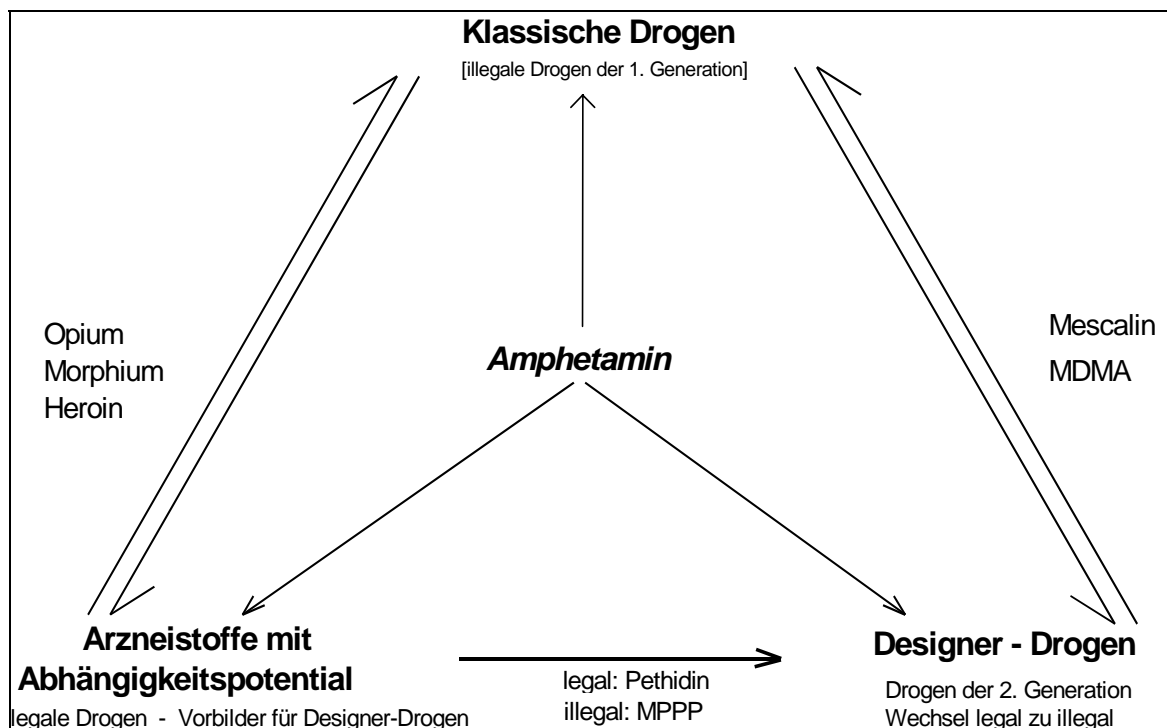 Klassische Drogen
[illegale Drogen der 1. Generation]
Opium
Morphium
Heroin
Amphetamin
Mescalin
MDMA
Arzneistoffe mit
Abhängigkeitspotential
legale Drogen - Vorbilder für Designer-Drogen
legal: Pethidin
illegal: MPPP
Designer - Drogen
Drogen der 2. Generation
Wechsel legal zu illegal